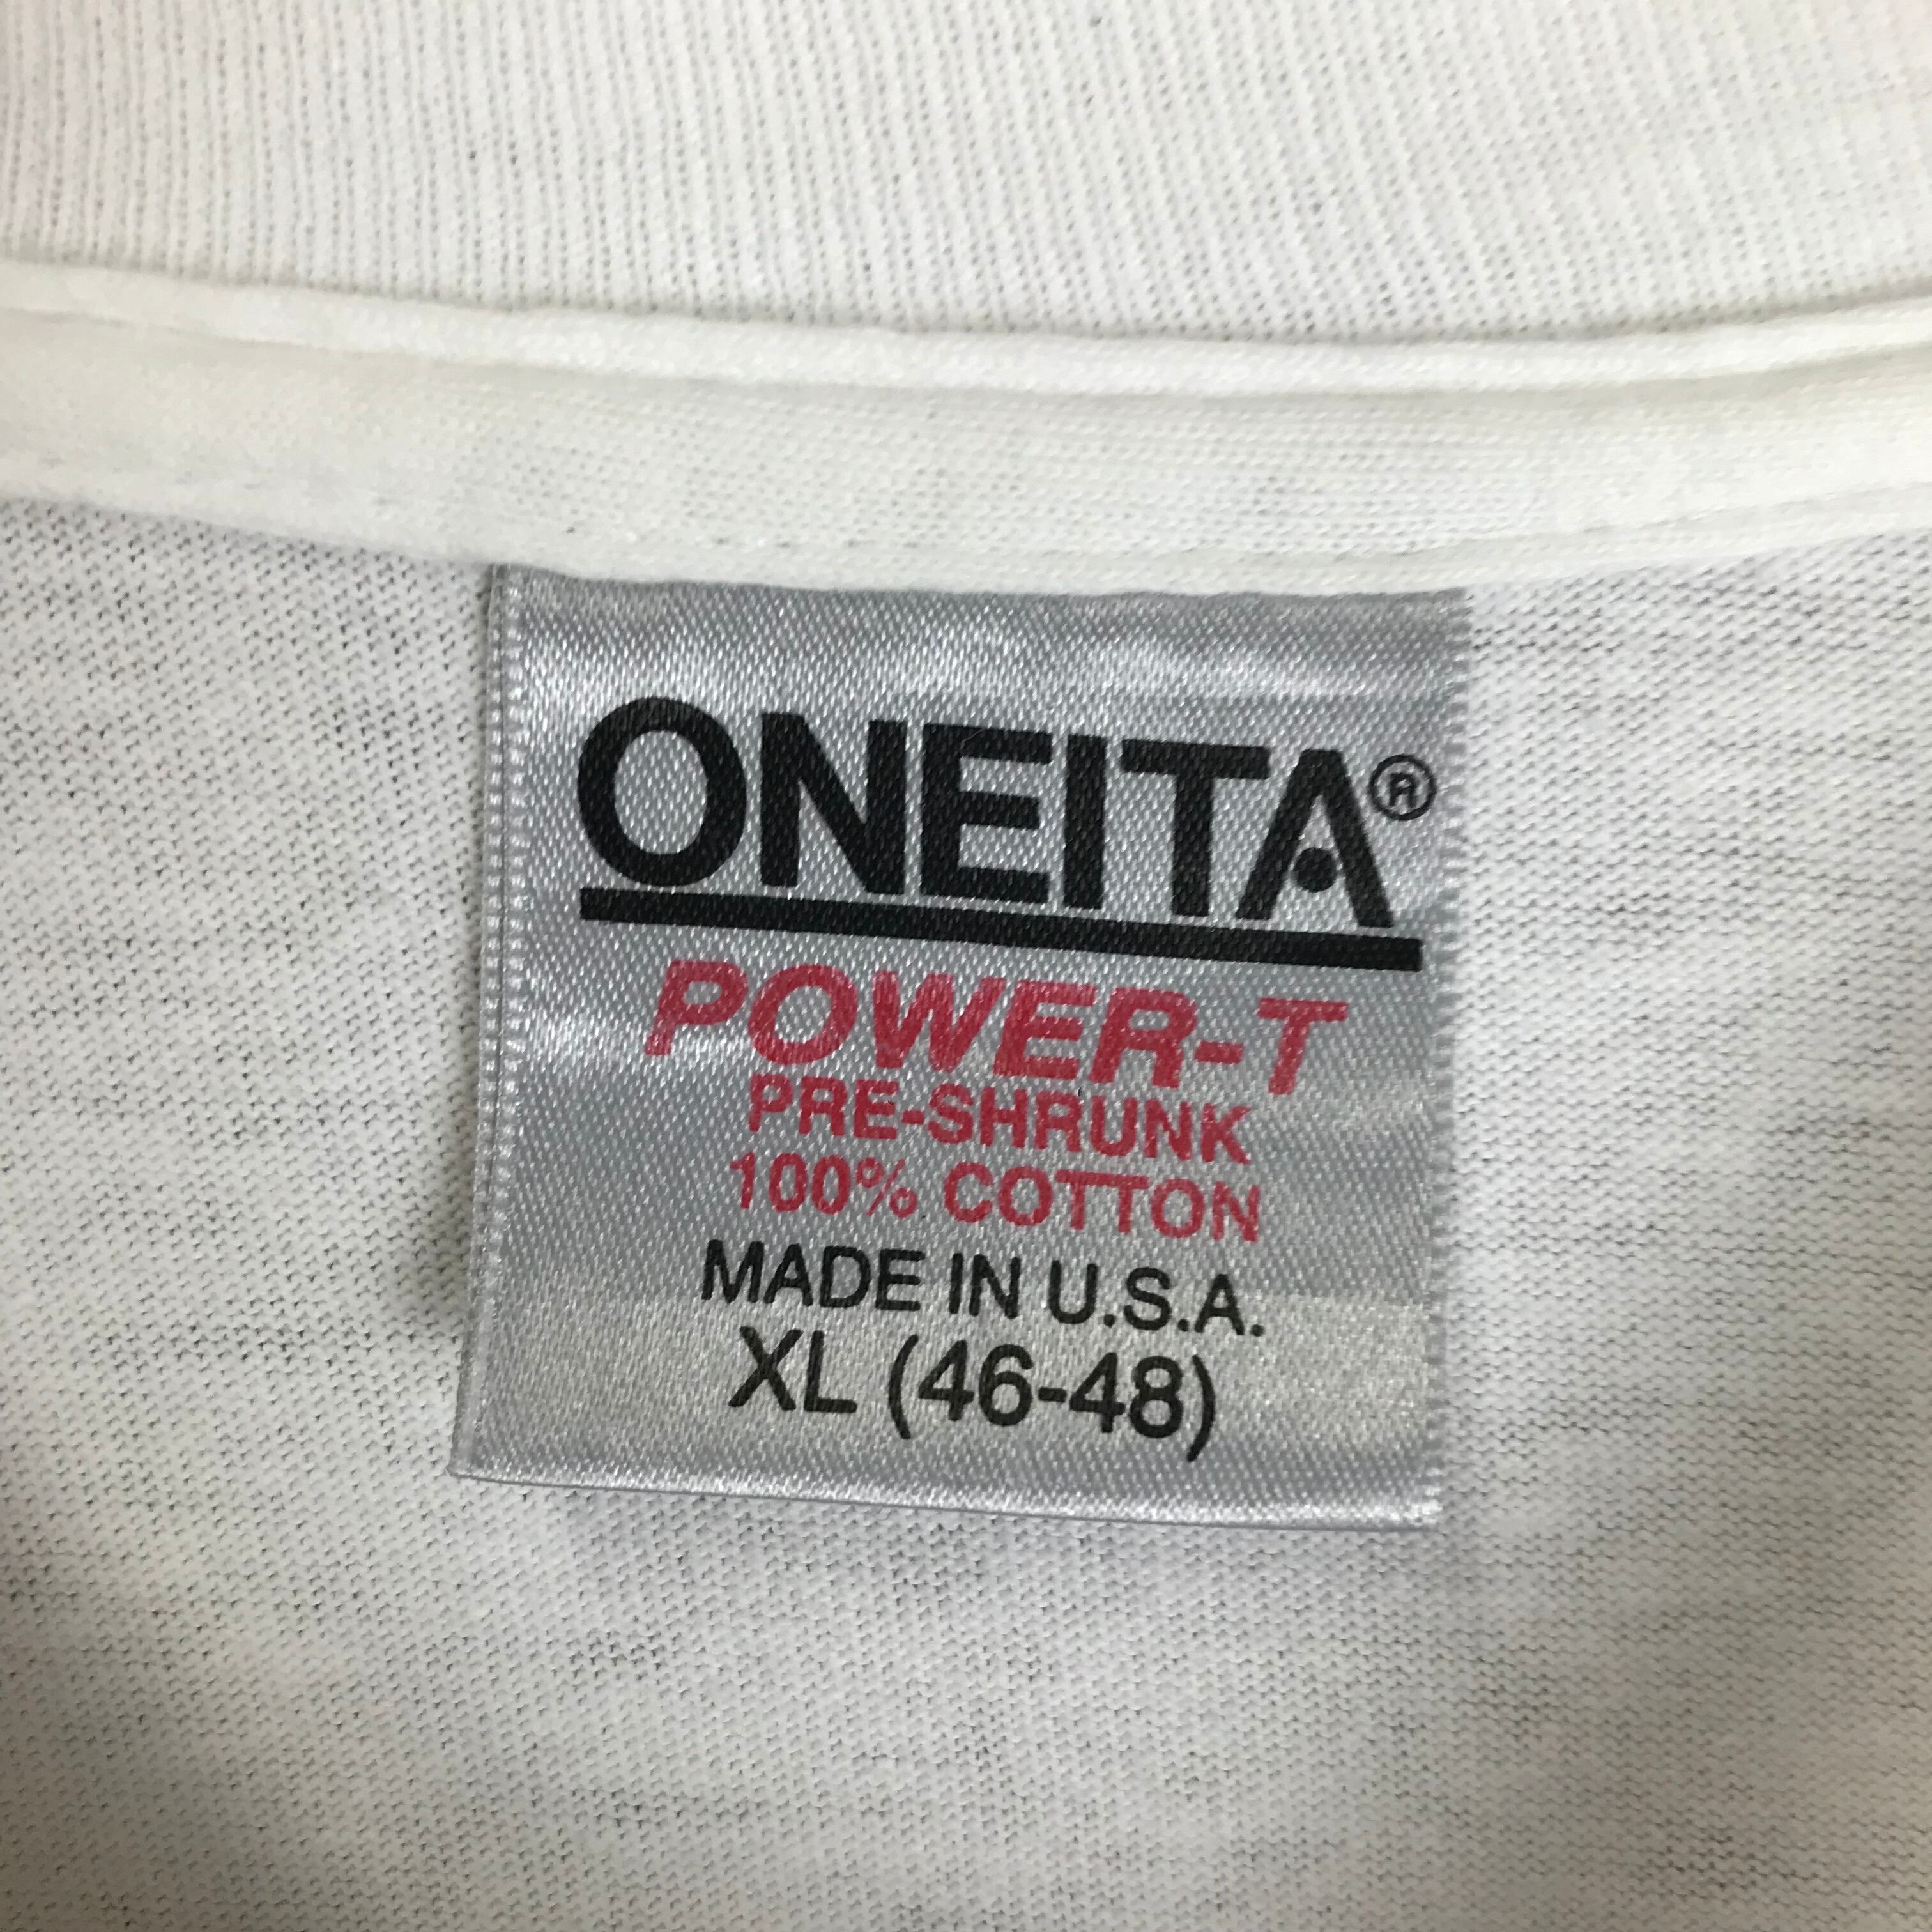 ONEITA®
POWER-T
PRE-SHRUNK
100% COTTON
MADE IN U.S.A.
XL (46-48)